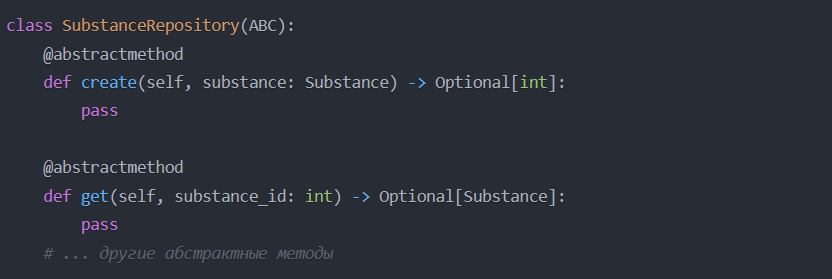 class SubstanceRepository(ABC):
    @abstractmethod
    def create(self, substance: Substance) -> Optional[int]:
        pass

    @abstractmethod
    def get(self, substance_id: int) -> Optional[Substance]:
        pass
    # ... другие абстрактные методы